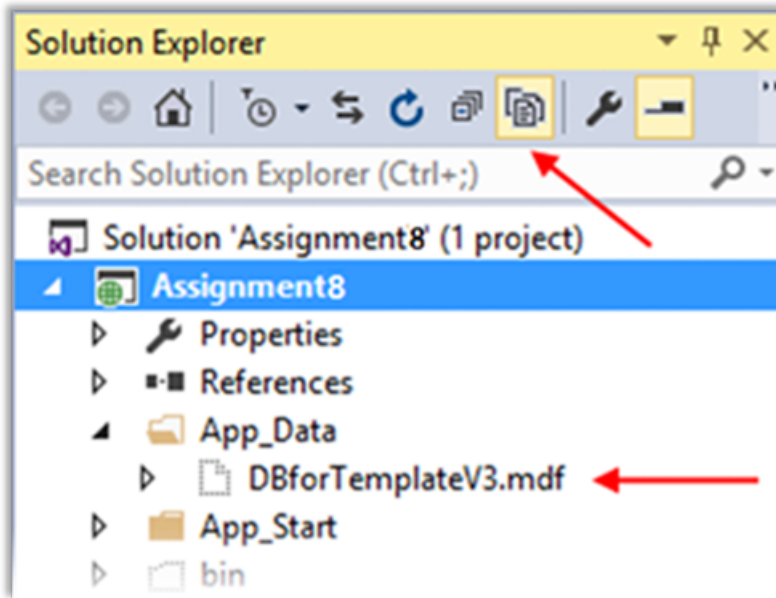 Solution Explorer
Search Solution Explorer (Ctrl+;)
Solution 'Assignment8' (1 project)
Assignment8
Properties
References
App_Data
DBforTemplateV3.mdf
App_Start
bin